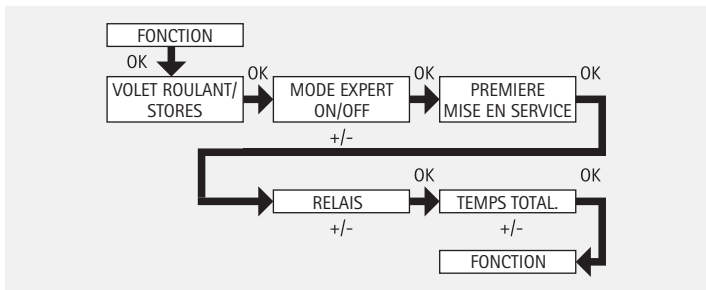 FONCTION
OK
VOLET ROULANT/
STORES
OK
MODE EXPERT
ON/OFF
+/-
OK
PREMIERE
MISE EN SERVICE
OK
RELAIS
+/-
OK
TEMPS TOTAL.
+/-
OK
FONCTION